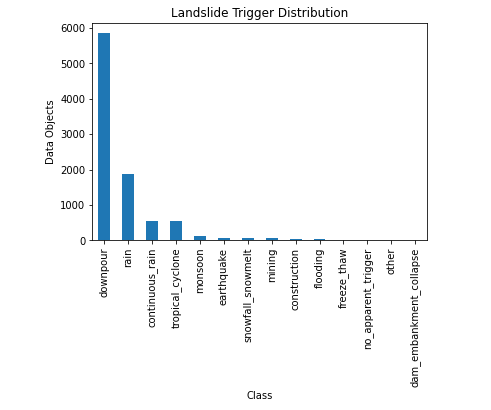 Landslide Trigger Distribution
6000
5000
4000
3000
2000
1000
0
Data Objects
downpour
rain
continuous_rain
tropical_cyclone
monsoon
earthquake
snowfall_snowmelt
mining
construction
flooding
freeze_thaw
no_apparent_trigger
other
dam_embankment_collapse
Class